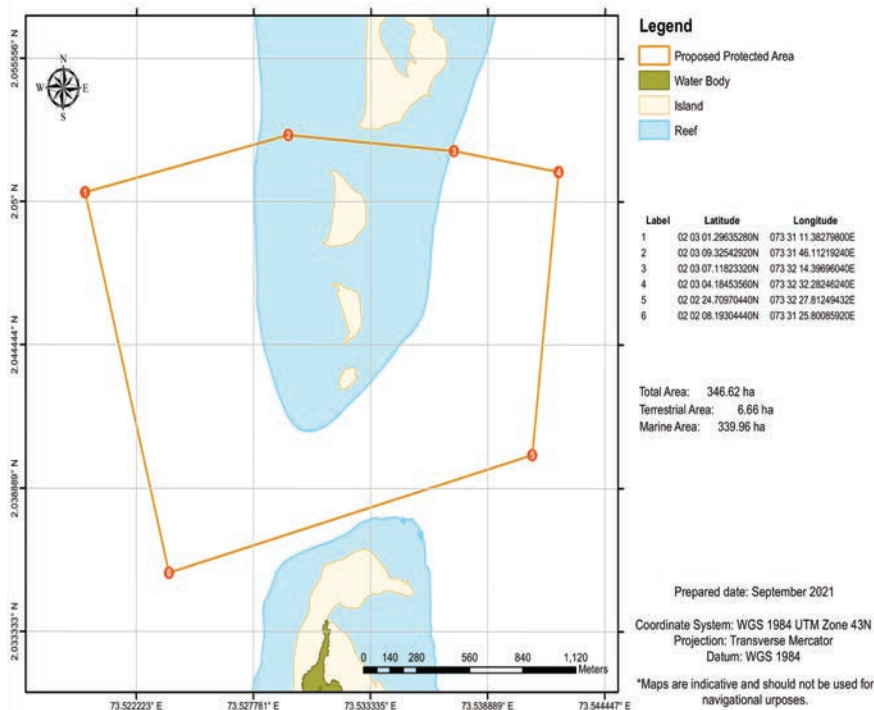 Legend
Proposed Protected Area
Water Body
Island
Reef
N
W E
S
2.055556° N
2.05° N
2.044444° N
2.038889° N
2.033333° N
1
2
3
4
5
6
73.522223° E 73.527781° E 73.533335° E 73.538889° E 73.544447° E
0 140 280 560 840 1,120
Meters
Label Latitude Longitude
1 02 03 01.29635280N 073 31 11.38279800E
2 02 03 09.32542920N 073 31 46.11219240E
3 02 03 07.11823320N 073 32 14.39696040E
4 02 03 04.18453560N 073 32 32.28246240E
5 02 02 24.70970440N 073 32 27.81249432E
6 02 02 08.19304440N 073 31 25.80085920E
Total Area: 346.62 ha
Terrestrial Area: 6.66 ha
Marine Area: 339.96 ha
Prepared date: September 2021
Coordinate System: WGS 1984 UTM Zone 43N
Projection: Transverse Mercator
Datum: WGS 1984
*Maps are indicative and should not be used for
navigational urposes.